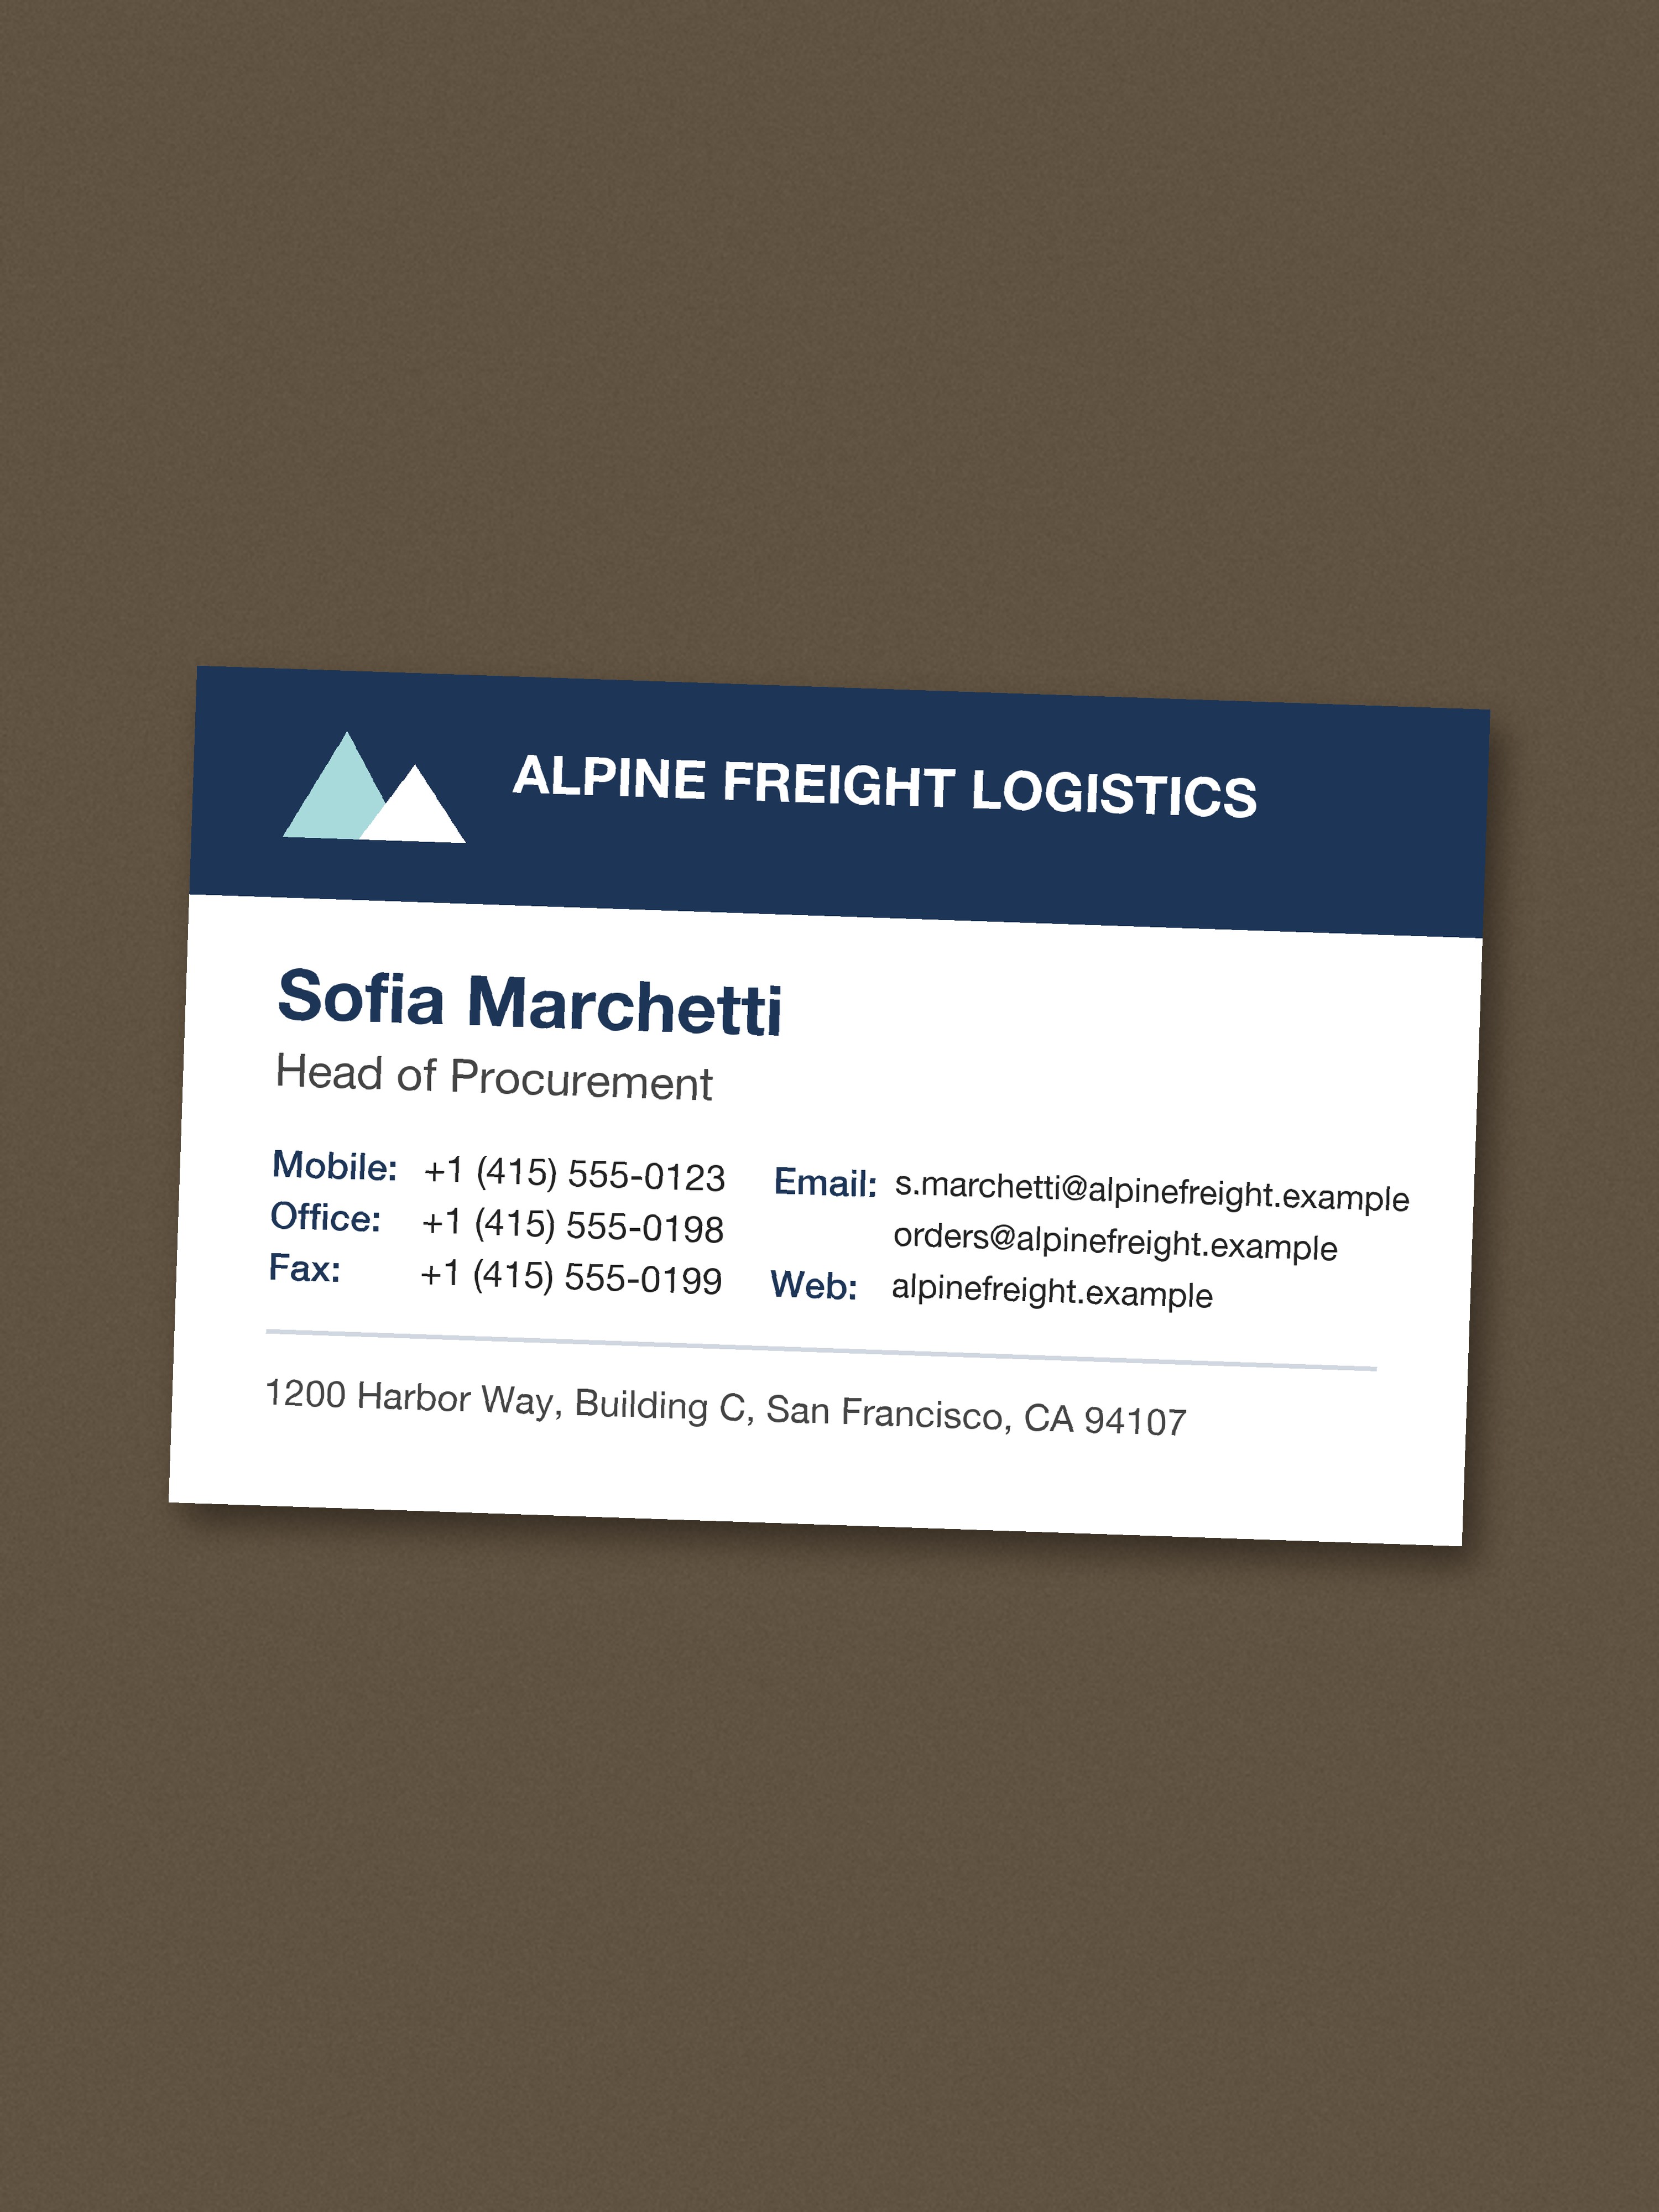 ALPINE FREIGHT LOGISTICS
Sofia Marchetti
Head of Procurement
Mobile: +1 (415) 555-0123
Office: +1 (415) 555-0198
Fax: +1 (415) 555-0199
Email: s.marchetti@alpinefreight.example
orders@alpinefreight.example
Web: alpinefreight.example
1200 Harbor Way, Building C, San Francisco, CA 94107